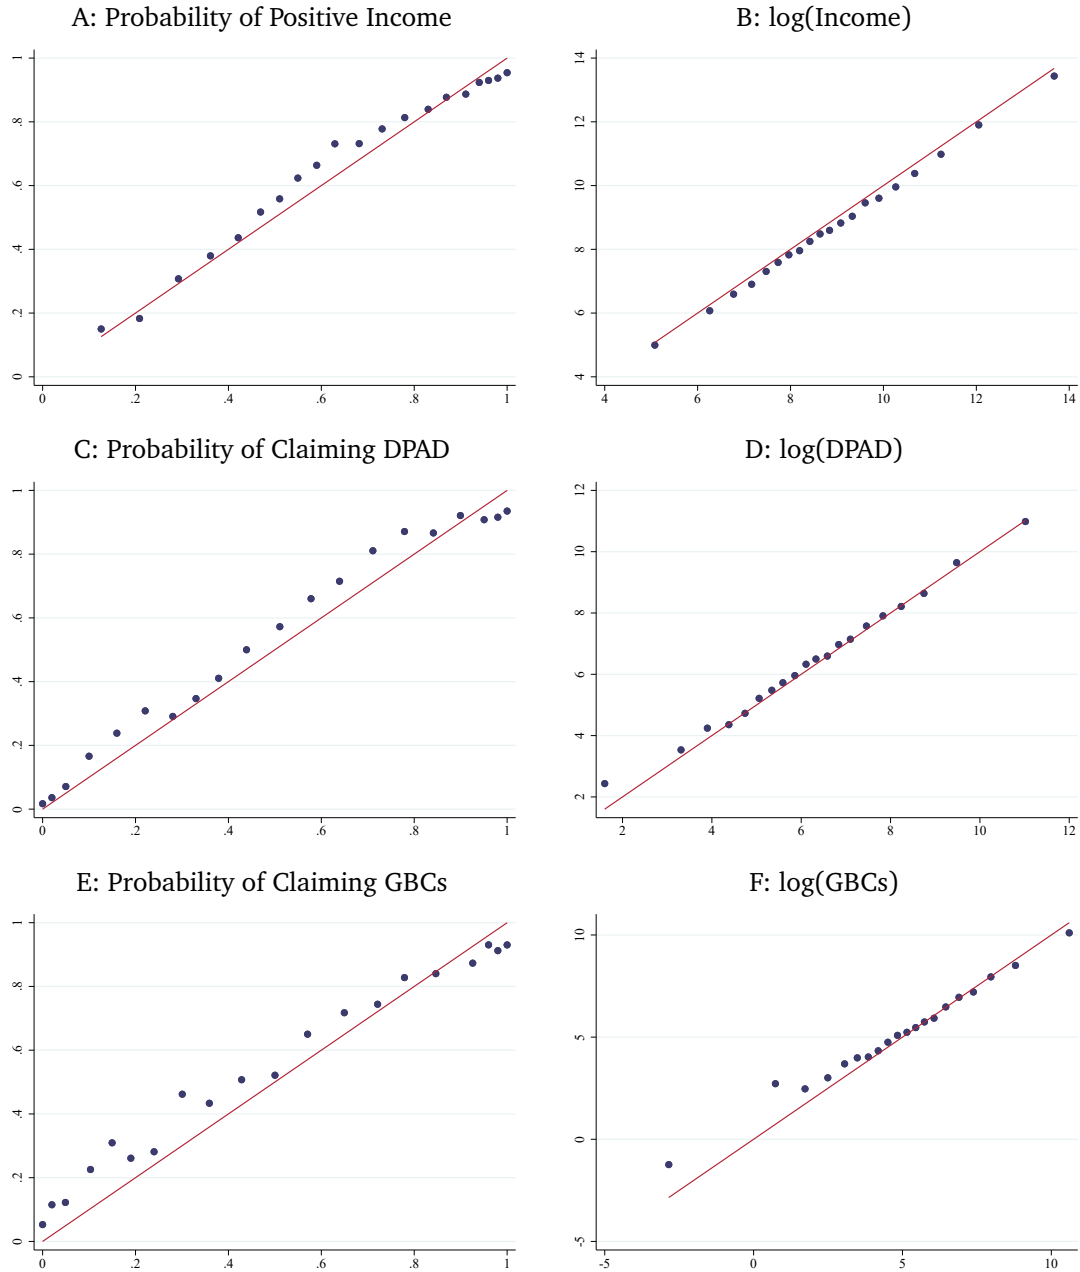 A: Probability of Positive Income
1
.8
.6
.4
.2
0
0 .2 .4 .6 .8 1
B: log(Income)
14
12
10
8
6
4
4 6 8 10 12 14
C: Probability of Claiming DPAD
1
.8
.6
.4
.2
0
0 .2 .4 .6 .8 1
D: log(DPAD)
12
10
8
6
4
2
2 4 6 8 10 12
E: Probability of Claiming GBCs
1
.8
.6
.4
.2
0
0 .2 .4 .6 .8 1
F: log(GBCs)
10
5
0
-5
-5 0 5 10